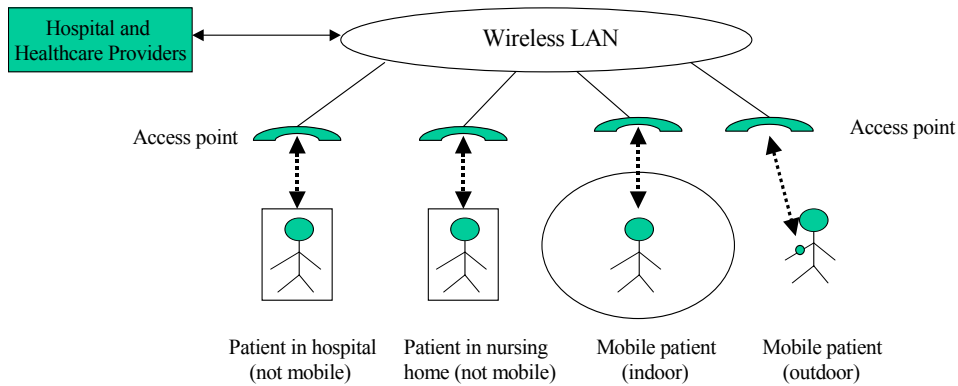 Hospital and
Healthcare Providers
Wireless LAN
Access point
Access point
Patient in hospital
(not mobile)
Patient in nursing
home (not mobile)
Mobile patient
(indoor)
Mobile patient
(outdoor)